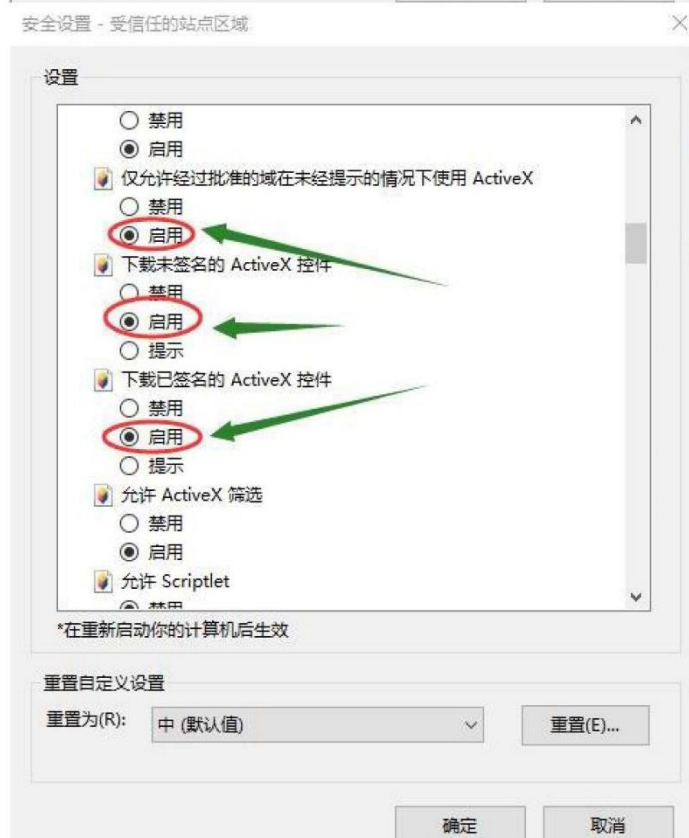 安全设置 - 受信任的站点区域
设置
禁用
启用
仅允许经过批准的域在未经提示的情况下使用 ActiveX
禁用
启用
下载未签名的 ActiveX 控件
禁用
启用
提示
下载已签名的 ActiveX 控件
禁用
启用
提示
允许 ActiveX 筛选
禁用
启用
允许 Scriptlet
禁用
*在重新启动你的计算机后生效
重置自定义设置
重置为(R):
中 (默认值)
重置(E)...
确定
取消